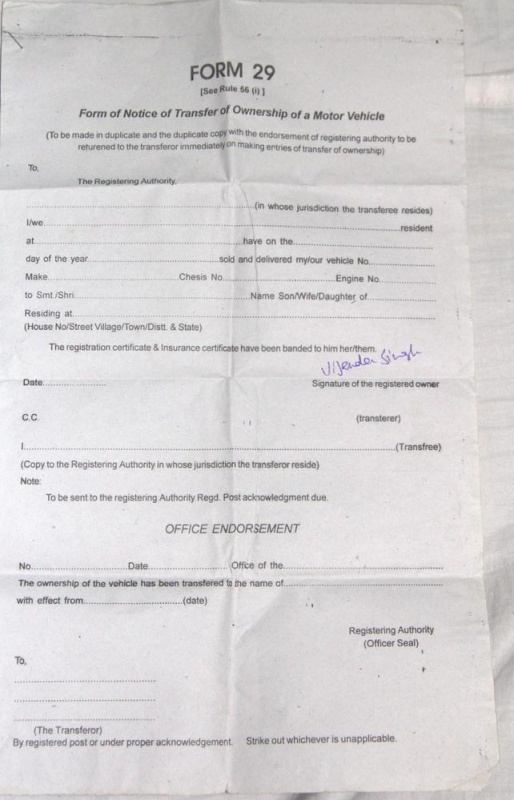 FORM 29
[See Rule 56 (i) ]
Form of Notice of Transfer of Ownership of a Motor Vehicle
(To be made in duplicate and the duplicate copy with the endorsement of registering authority to be
returened to the transferor immediately on making entries of transfer of ownership)
To,
The Registering Authority,
..............................(in whose jurisdiction the transferee resides)
I/we..............................resident
at..............................have on the..............................
day of the year..............................sold and delivered my/our vehicle No..............................
Make..............................Chesis No..............................Engine No..............................
to Smt./Shri..............................Name Son/Wife/Daughter of..............................
Residing at..............................
(House No/Street Village/Town/Distt. & State)
The registration certificate & Insurance certificate have been banded to him her/them.
Vijender Singh
Date..............................Signature of the registered owner
C.C. (transterer)
I..............................(Transfree)
(Copy to the Registering Authority in whose jurisdiction the transferor reside)
Note:
To be sent to the registering Authority Regd. Post acknowledgment due.
OFFICE ENDORSEMENT
No..............................Date..............................Offce of the..............................
The ownership of the vehicle has been transfered to the name of..............................
with effect from..............................(date)
Registering Authority
(Officer Seal)
To,
..............................
..............................
..............................
(The Transferor)
By registered post or under proper acknowledgement. Strike out whichever is unapplicable.